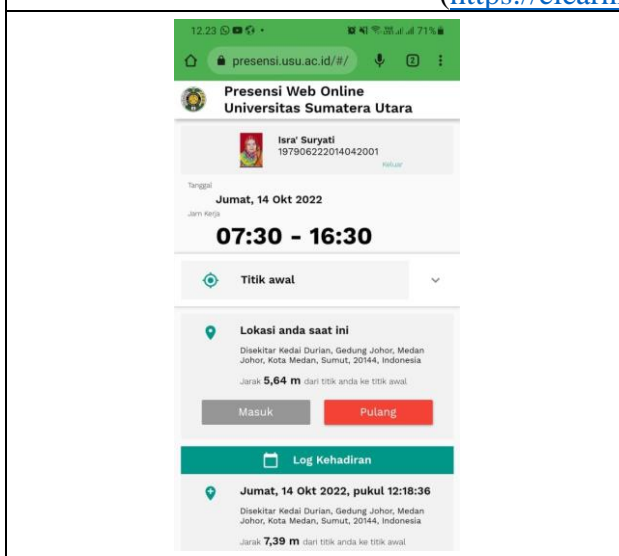 (https://elearn
12.23
71%
presensi.usu.ac.id/#/
2
Presensi Web Online
Universitas Sumatera Utara
Isra' Suryati
197906222014042001
Keluar
Tanggal
Jumat, 14 Okt 2022
Jam Kerja
07:30 - 16:30
Titik awal
Lokasi anda saat ini
Disekitar Kedai Durian, Gedung Johor, Medan
Johor, Kota Medan, Sumut, 20144, Indonesia
Jarak 5,64 m dari titik anda ke titik awal
Masuk Pulang
Log Kehadiran
Jumat, 14 Okt 2022, pukul 12:18:36
Disekitar Kedai Durian, Gedung Johor, Medan
Johor, Kota Medan, Sumut, 20144, Indonesia
Jarak 7,39 m dari titik anda ke titik awal